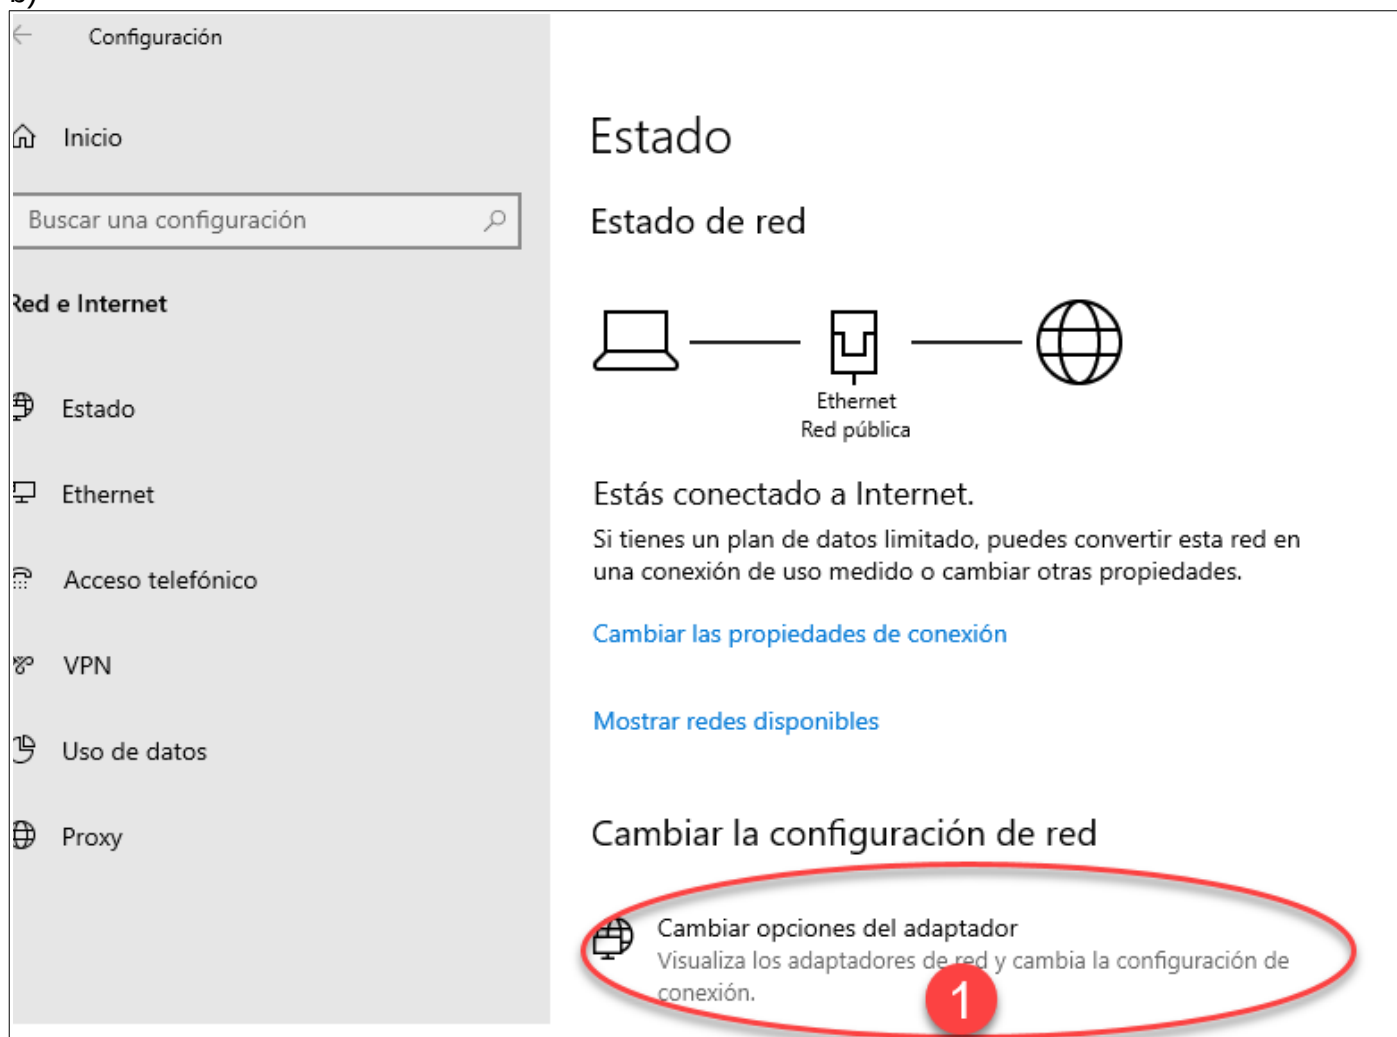 b)
Configuración
Inicio
Buscar una configuración
Red e Internet
Estado
Ethernet
Acceso telefónico
VPN
Uso de datos
Proxy
Estado
Estado de red
Ethernet
Red pública
Estás conectado a Internet.
Si tienes un plan de datos limitado, puedes convertir esta red en
una conexión de uso medido o cambiar otras propiedades.
Cambiar las propiedades de conexión
Mostrar redes disponibles
Cambiar la configuración de red
Cambiar opciones del adaptador
Visualiza los adaptadores de red y cambia la configuración de
conexión.
1